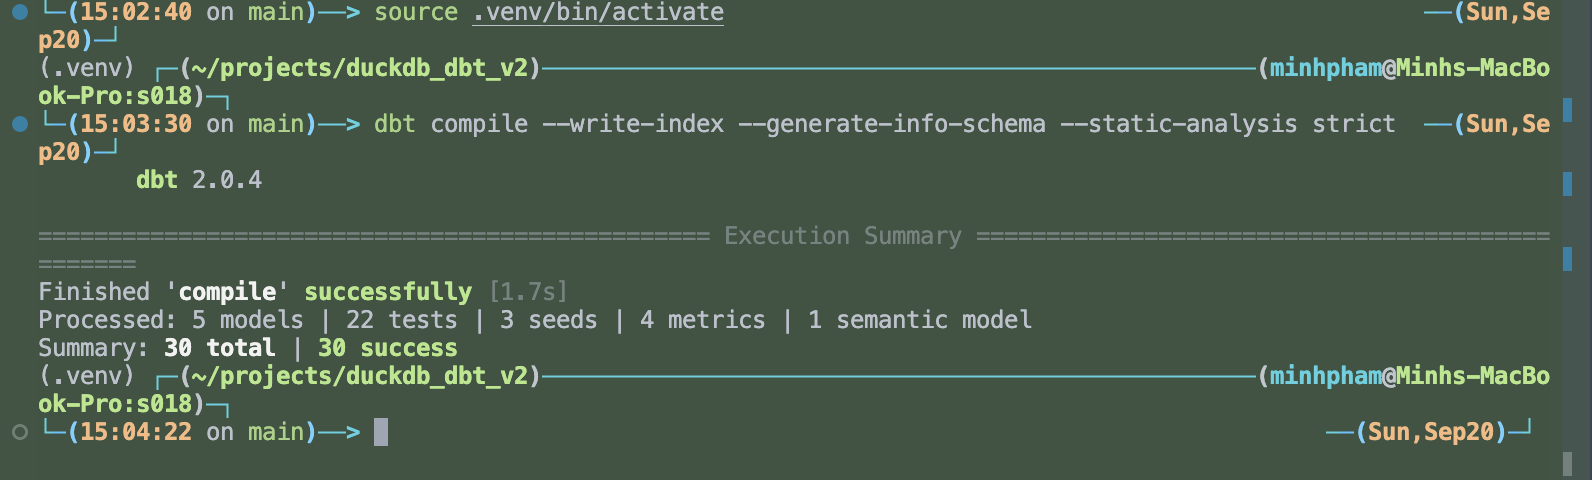 └─(15:02:40 on main)──> source .venv/bin/activate ──(Sun,Se
p20)─┘
(.venv) ┌─(~/projects/duckdb_dbt_v2)───────────────────────────────────────────────────(minhpham@Minhs-MacBo
ok-Pro:s018)─┐
└─(15:03:30 on main)──> dbt compile --write-index --generate-info-schema --static-analysis strict ──(Sun,Se
p20)─┘
dbt 2.0.4
================================================ Execution Summary =========================================
=======
Finished 'compile' successfully [1.7s]
Processed: 5 models | 22 tests | 3 seeds | 4 metrics | 1 semantic model
Summary: 30 total | 30 success
(.venv) ┌─(~/projects/duckdb_dbt_v2)───────────────────────────────────────────────────(minhpham@Minhs-MacBo
ok-Pro:s018)─┐
└─(15:04:22 on main)──> ──(Sun,Sep20)─┘